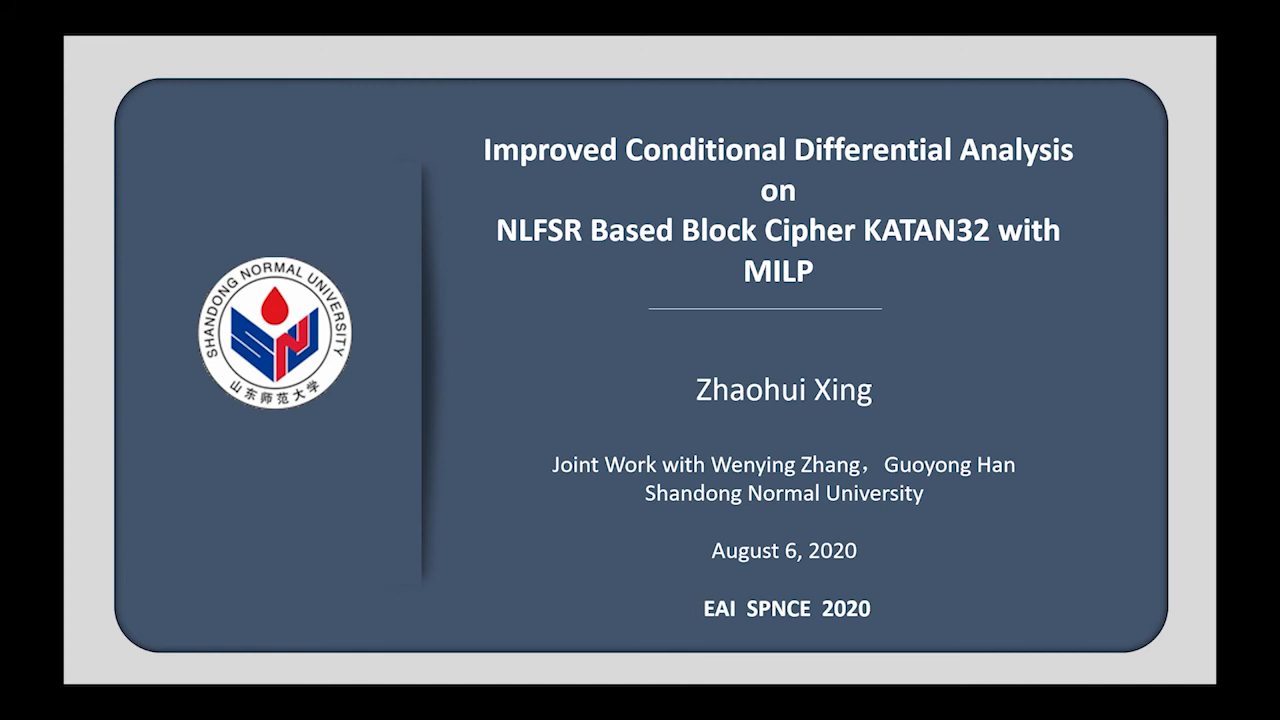 Improved Conditional Differential Analysis
on
NLFSR Based Block Cipher KATAN32 with
MILP
SHANDONG NORMAL UNIVERSITY
山东师范大学
Zhaohui Xing
Joint Work with Wenying Zhang，Guoyong Han
Shandong Normal University
August 6, 2020
EAI SPNCE 2020